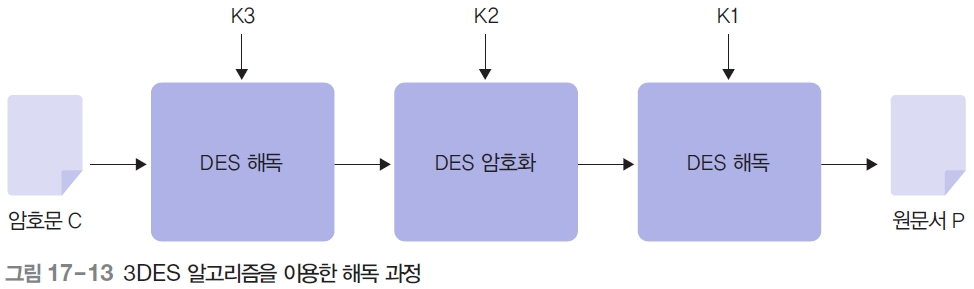 K3 K2 K1
DES 해독 DES 암호화 DES 해독
암호문 C 원문서 P
그림 17-13 3DES 알고리즘을 이용한 해독 과정